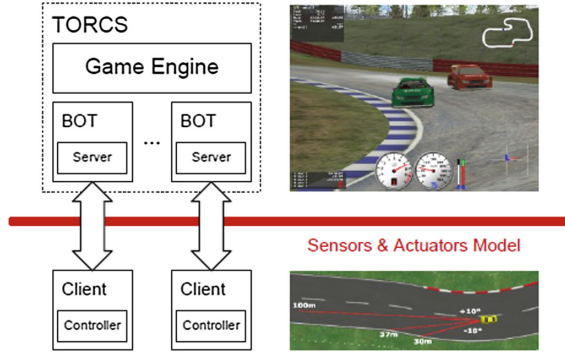 TORCS
Game Engine
BOT
...
BOT
Server
Server
Sensors & Actuators Model
Client
Client
Controller
Controller
100m
+10°
-10°
37m
30m